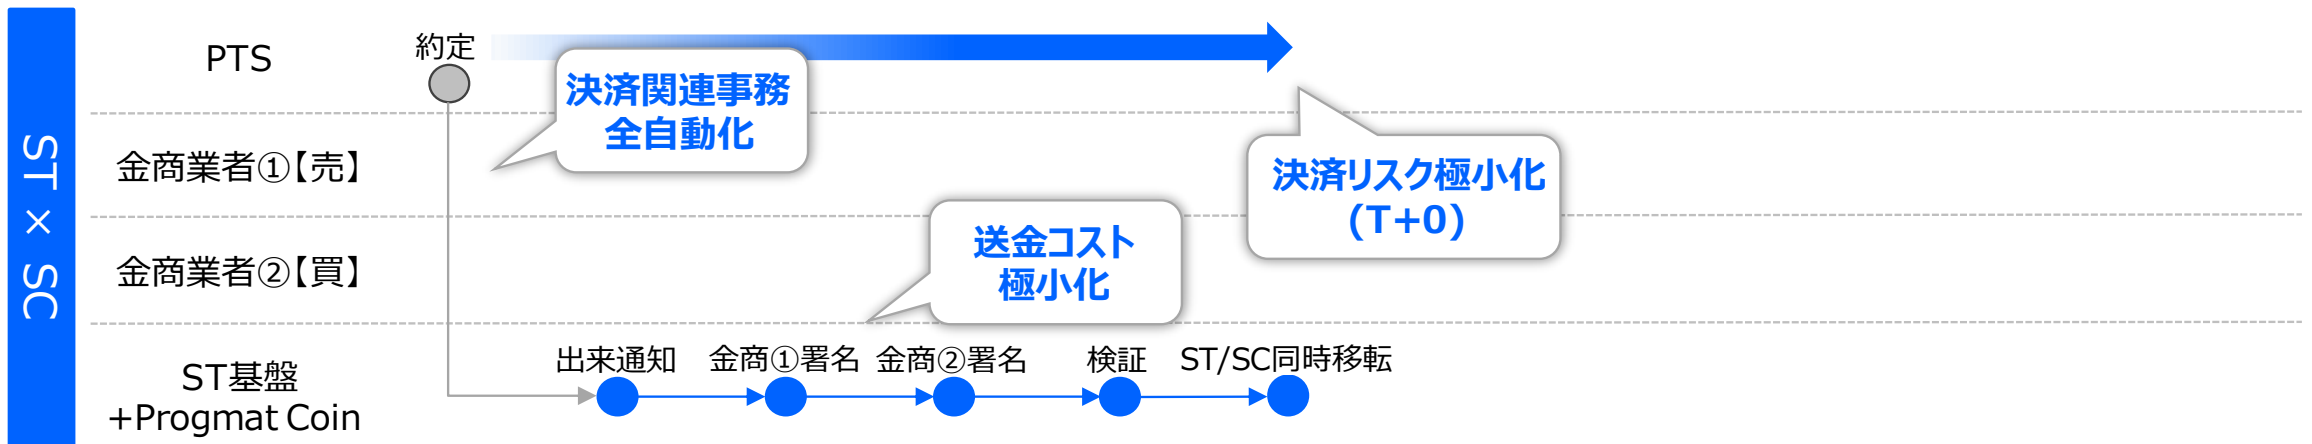 ST × SC
PTS
約定
決済関連事務
全自動化
金商業者①【売】
決済リスク極小化
(T+0)
金商業者②【買】
送金コスト
極小化
ST基盤
+Progmat Coin
出来通知
金商①署名
金商②署名
検証
ST/SC同時移転